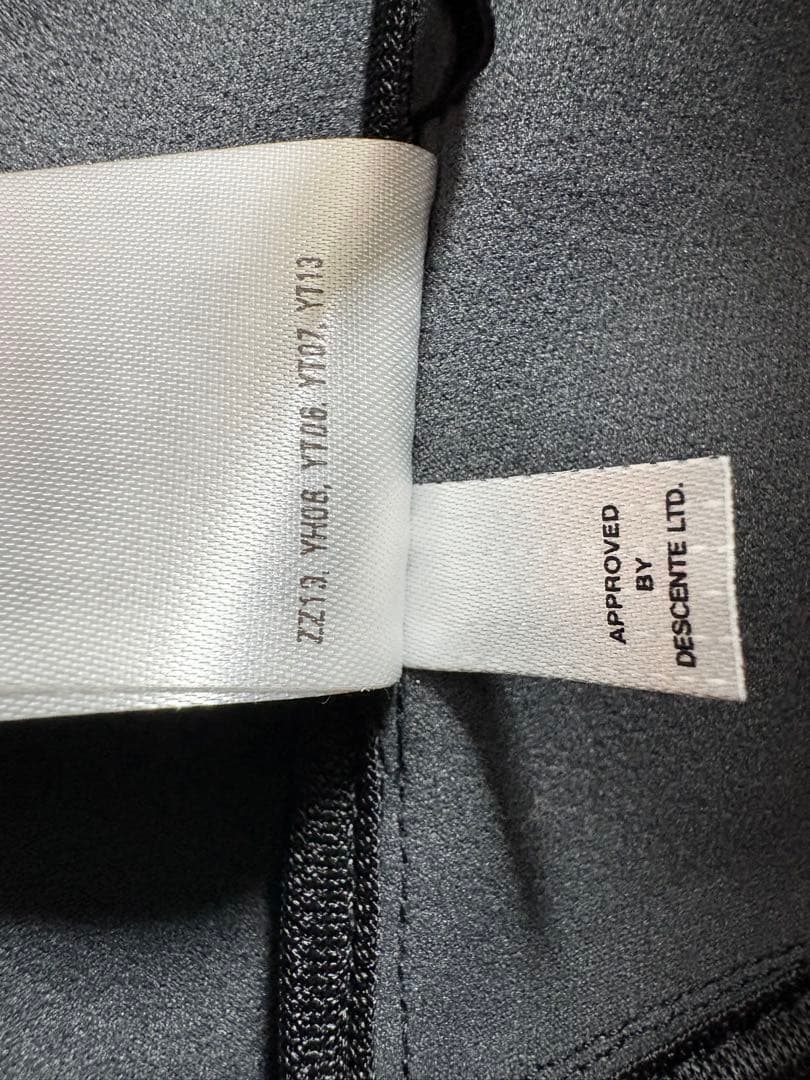 ZZ13, YH08, YT06, YT07, YT13
APPROVED
BY
DESCENTE LTD.